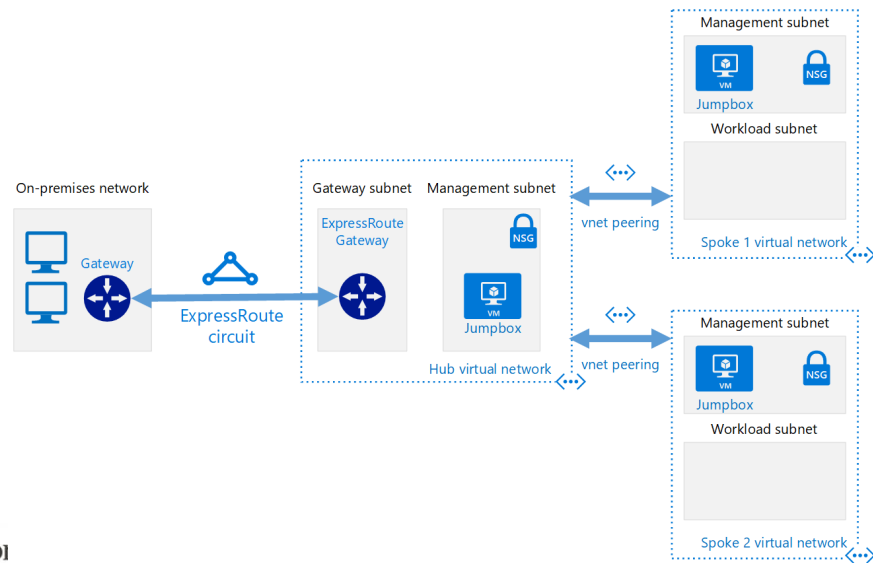 Management subnet
VM
NSG
Jumpbox
Workload subnet
Spoke 1 virtual network
vnet peering
On-premises network
Gateway
ExpressRoute
circuit
Gateway subnet
ExpressRoute
Gateway
Management subnet
NSG
VM
Jumpbox
Hub virtual network
vnet peering
Management subnet
VM
NSG
Jumpbox
Workload subnet
Spoke 2 virtual network